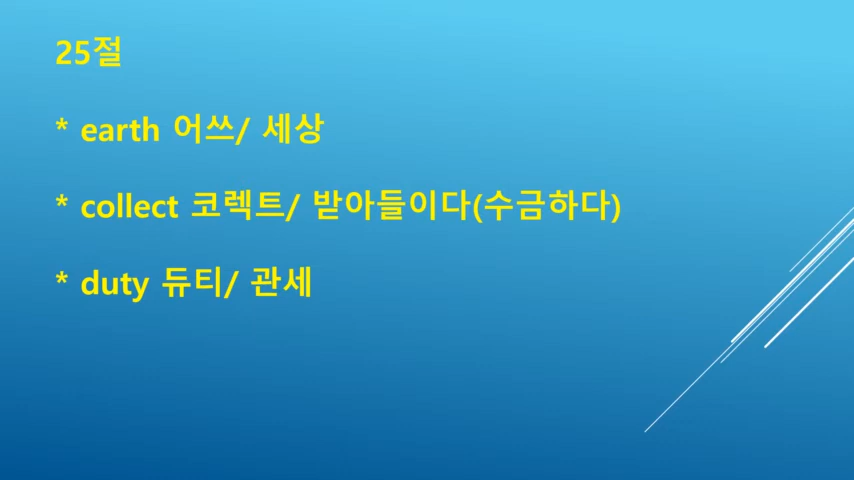 25절
* earth 어쓰/ 세상
* collect 코렉트/ 받아들이다(수금하다)
* duty 듀티/ 관세